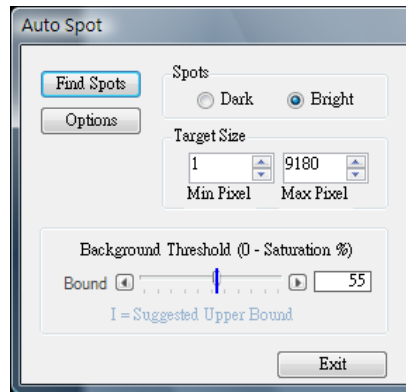 Auto Spot
Find Spots
Options
Spots
Dark
Bright
Target Size
1
9180
Min Pixel
Max Pixel
Background Threshold (0 - Saturation %)
Bound
55
I = Suggested Upper Bound
Exit